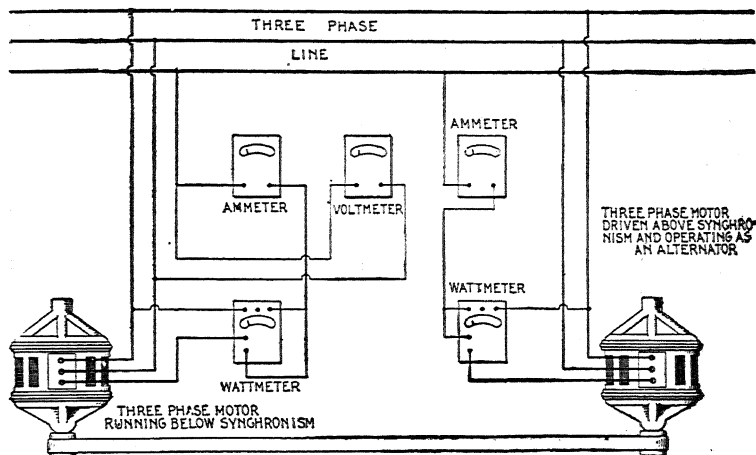 THREE PHASE
LINE
AMMETER
AMMETER
VOLTMETER
THREE PHASE MOTOR
DRIVEN ABOVE SYNCHRO-
NISM AND OPERATING AS
AN ALTERNATOR
WATTMETER
WATTMETER
THREE PHASE MOTOR
RUNNING BELOW SYNCHRONISM